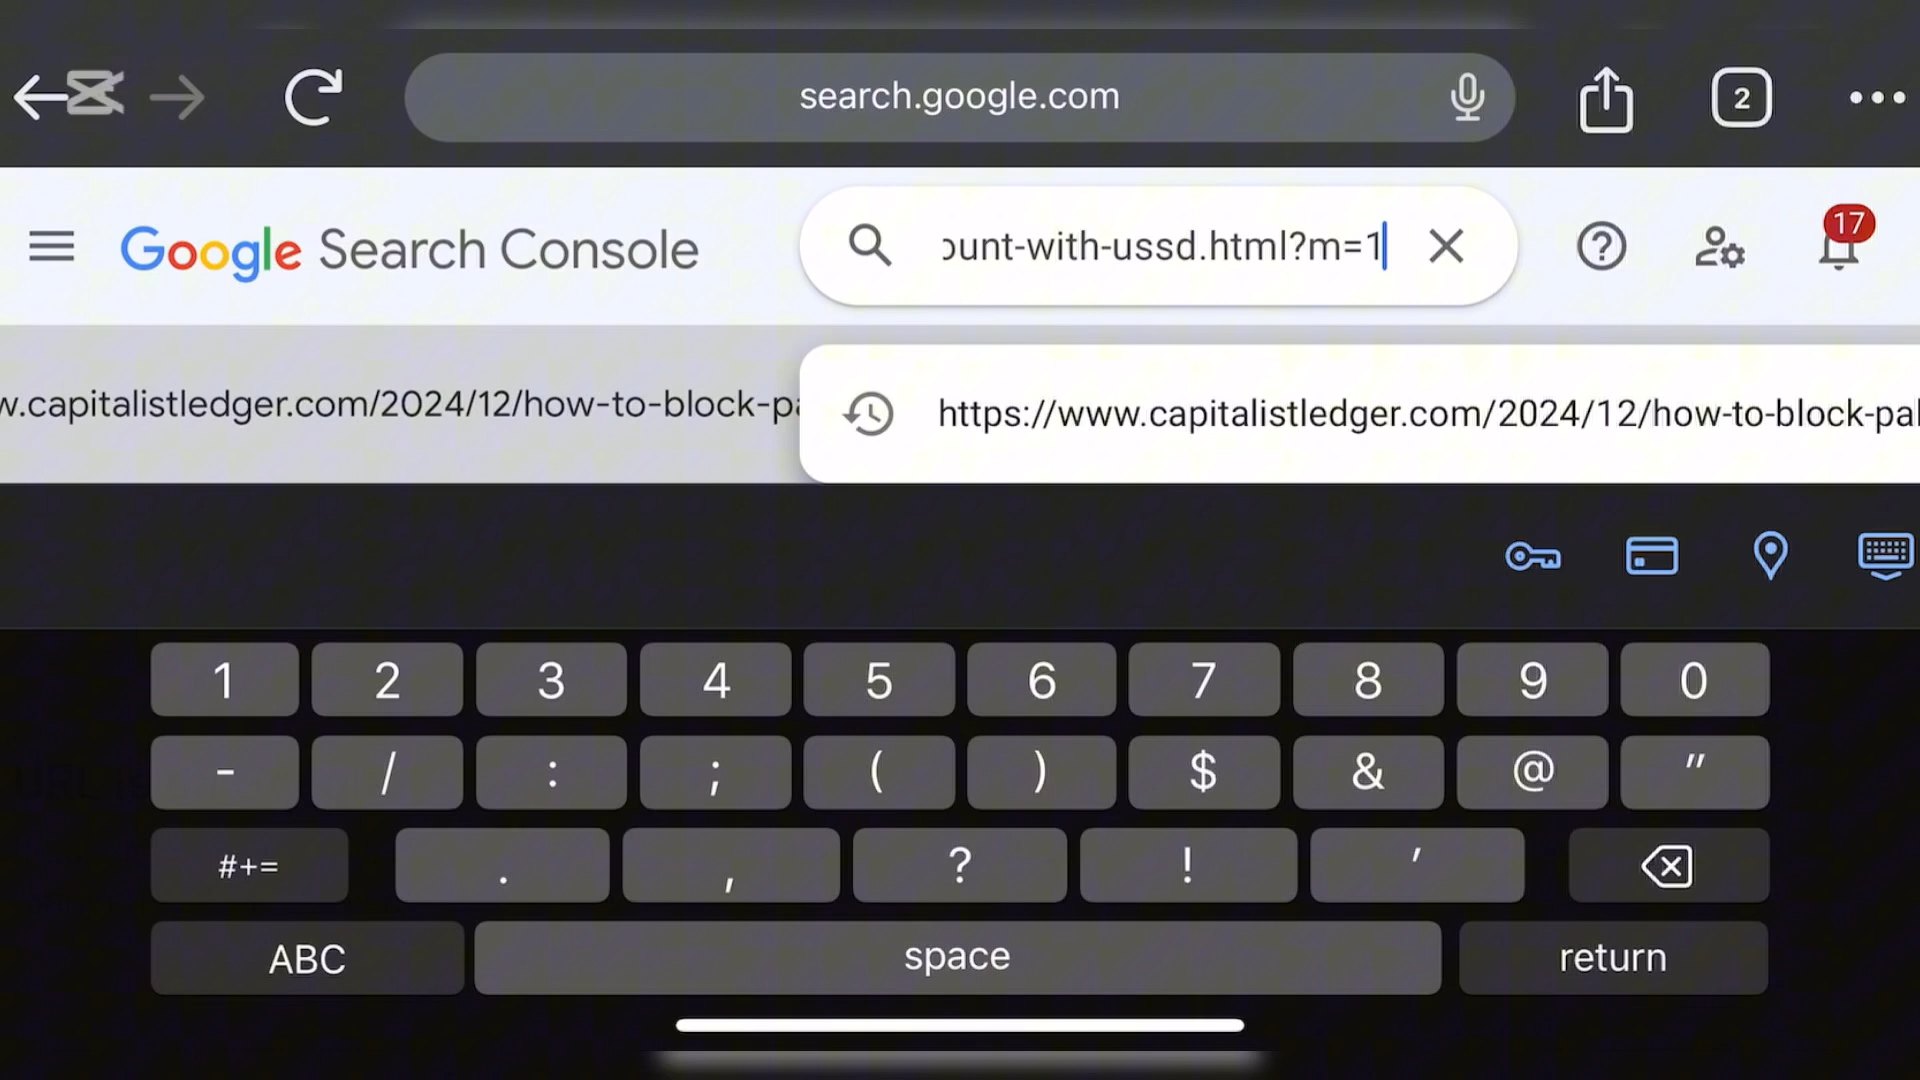 search.google.com
2
Google Search Console
ount-with-ussd.html?m=1
17
w.capitalistledger.com/2024/12/how-to-block-pa
https://www.capitalistledger.com/2024/12/how-to-block-pal
1 2 3 4 5 6 7 8 9 0
- / : ; ( ) $ & @ "
#+= . , ? ! '
ABC space return